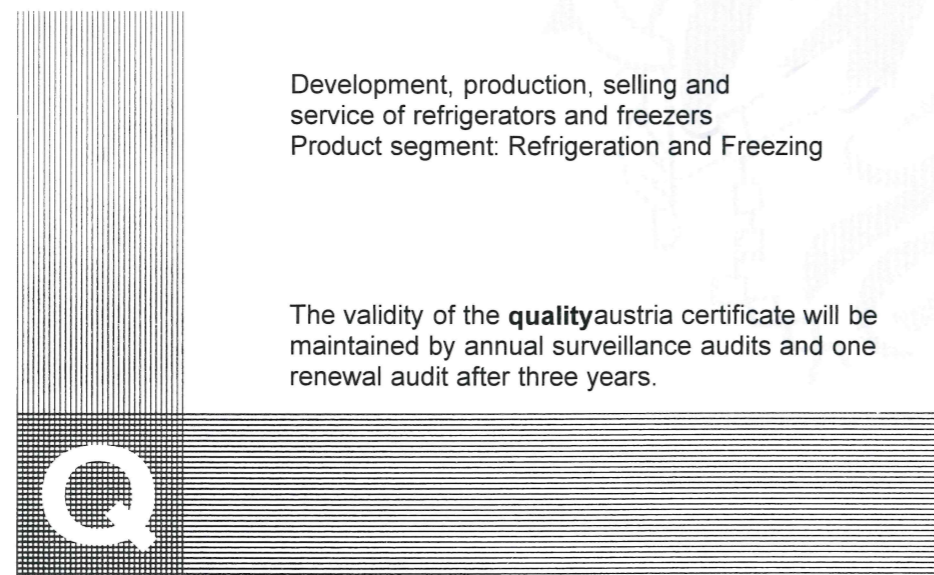 Development, production, selling and
service of refrigerators and freezers
Product segment: Refrigeration and Freezing
The validity of the qualityaustria certificate will be
maintained by annual surveillance audits and one
renewal audit after three years.
Q